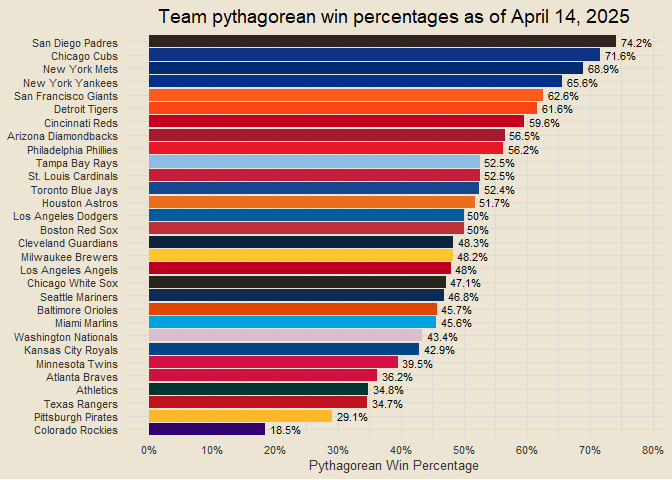 Team pythagorean win percentages as of April 14, 2025
San Diego Padres 74.2%
Chicago Cubs 71.6%
New York Mets 68.9%
New York Yankees 65.6%
San Francisco Giants 62.6%
Detroit Tigers 61.6%
Cincinnati Reds 59.6%
Arizona Diamondbacks 56.5%
Philadelphia Phillies 56.2%
Tampa Bay Rays 52.5%
St. Louis Cardinals 52.5%
Toronto Blue Jays 52.4%
Houston Astros 51.7%
Los Angeles Dodgers 50%
Boston Red Sox 50%
Cleveland Guardians 48.3%
Milwaukee Brewers 48.2%
Los Angeles Angels 48%
Chicago White Sox 47.1%
Seattle Mariners 46.8%
Baltimore Orioles 45.7%
Miami Marlins 45.6%
Washington Nationals 43.4%
Kansas City Royals 42.9%
Minnesota Twins 39.5%
Atlanta Braves 36.2%
Athletics 34.8%
Texas Rangers 34.7%
Pittsburgh Pirates 29.1%
Colorado Rockies 18.5%
0% 10% 20% 30% 40% 50% 60% 70% 80%
Pythagorean Win Percentage